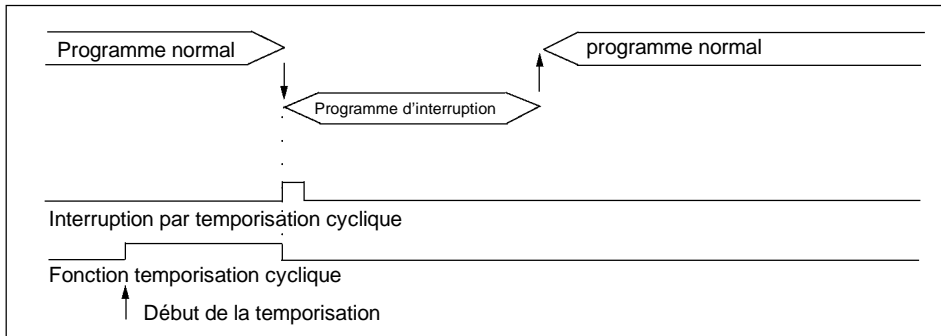 Programme normal
programme normal
Programme d'interruption
Interruption par temporisation cyclique
Fonction temporisation cyclique
Début de la temporisation